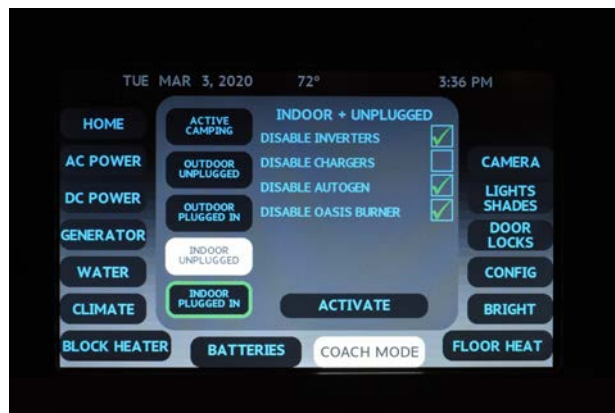 TUE MAR 3, 2020 72° 3:36 PM
HOME
AC POWER
DC POWER
GENERATOR
WATER
CLIMATE
BLOCK HEATER
ACTIVE
CAMPING
OUTDOOR
UNPLUGGED
OUTDOOR
PLUGGED IN
INDOOR
UNPLUGGED
INDOOR
PLUGGED IN
INDOOR + UNPLUGGED
DISABLE INVERTERS
DISABLE CHARGERS
DISABLE AUTOGEN
DISABLE OASIS BURNER
ACTIVATE
CAMERA
LIGHTS
SHADES
DOOR
LOCKS
CONFIG
BRIGHT
BATTERIES
COACH MODE
FLOOR HEAT